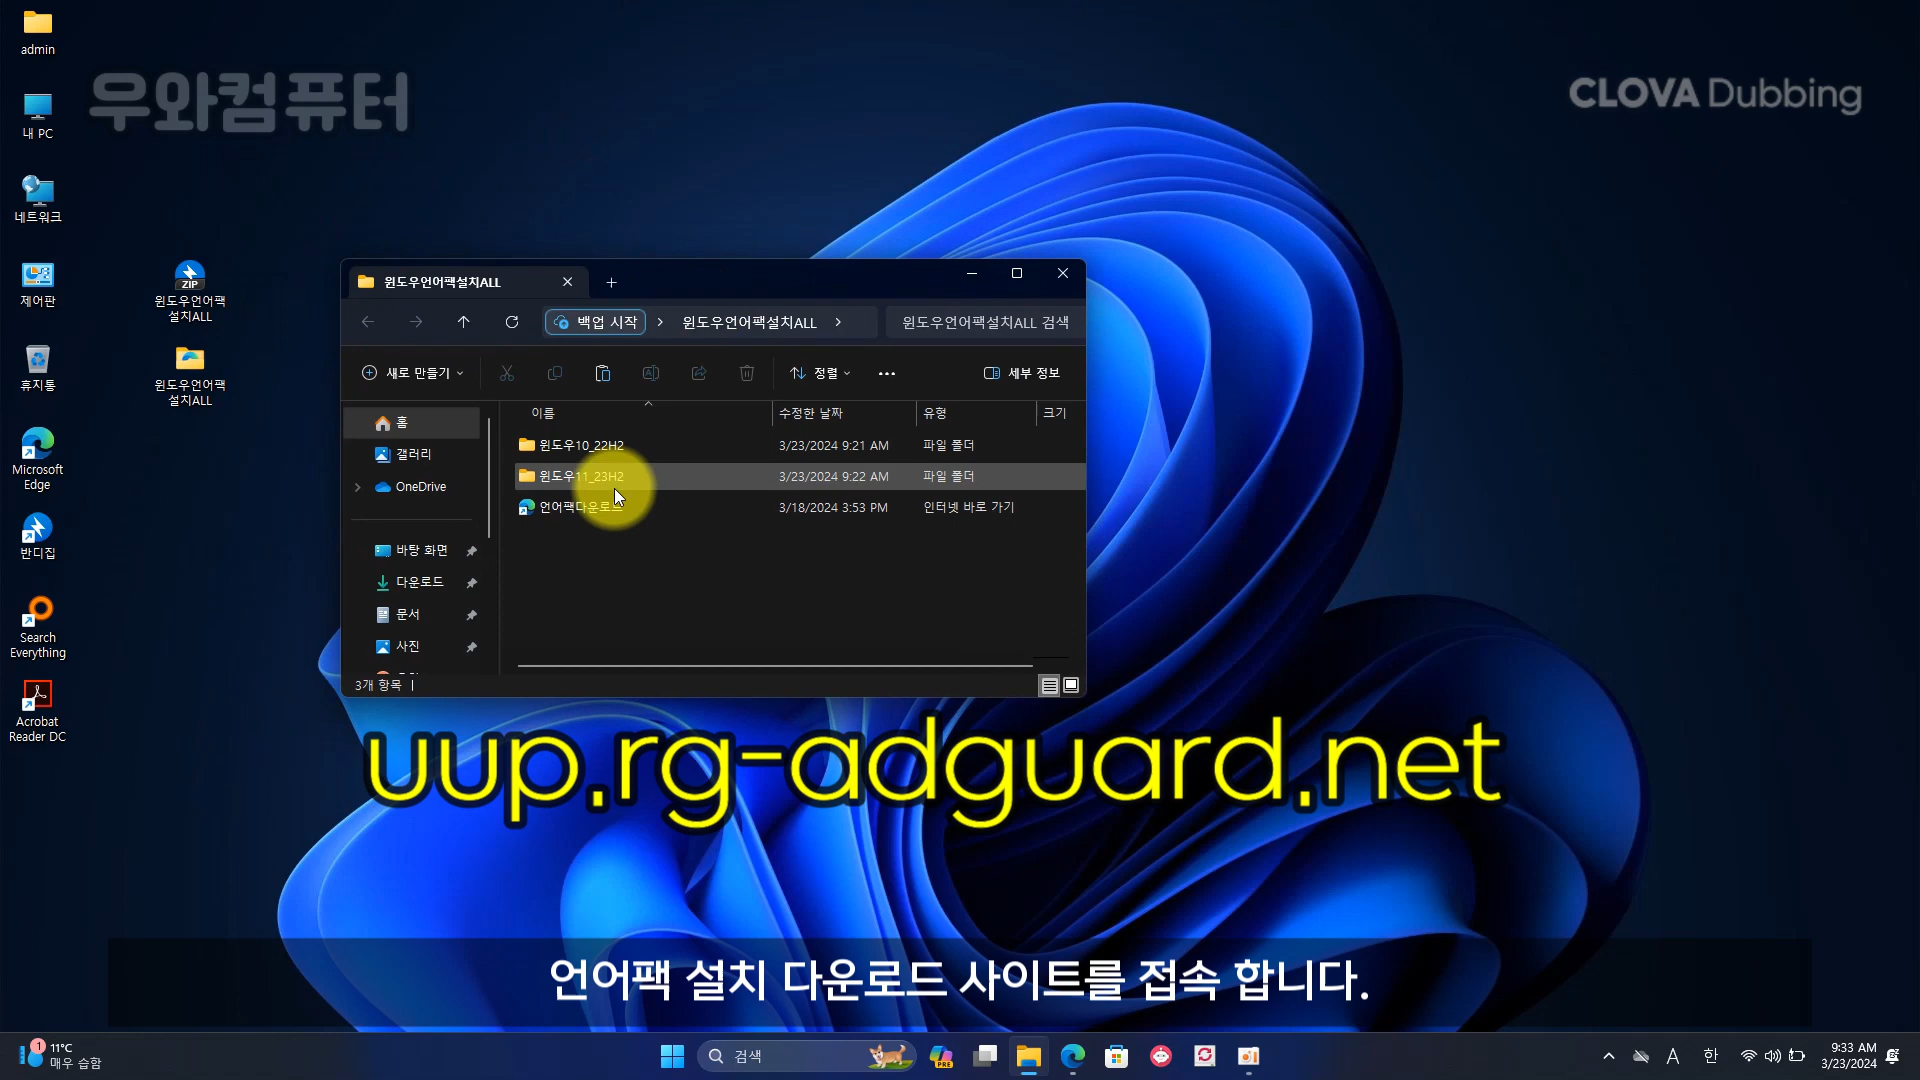 admin
우와컴퓨터
CLOVA Dubbing
내 PC
네트워크
제어판
ZIP
윈도우언어팩
설치ALL
휴지통
윈도우언어팩
설치ALL
Microsoft
Edge
반디집
Search
Everything
Acrobat
Reader DC
윈도우언어팩설치ALL
백업 시작
윈도우언어팩설치ALL
윈도우언어팩설치ALL 검색
새로 만들기
정렬
세부 정보
홈
갤러리
OneDrive
바탕 화면
다운로드
문서
사진
이름 수정한 날짜 유형 크기
윈도우10_22H2 3/23/2024 9:21 AM 파일 폴더
윈도우11_23H2 3/23/2024 9:22 AM 파일 폴더
언어팩다운로드 3/18/2024 3:53 PM 인터넷 바로 가기
3개 항목
uup.rg-adguard.net
언어팩 설치 다운로드 사이트를 접속 합니다.
1
11°C
매우 습함
검색
PRE
A
한
9:33 AM
3/23/2024